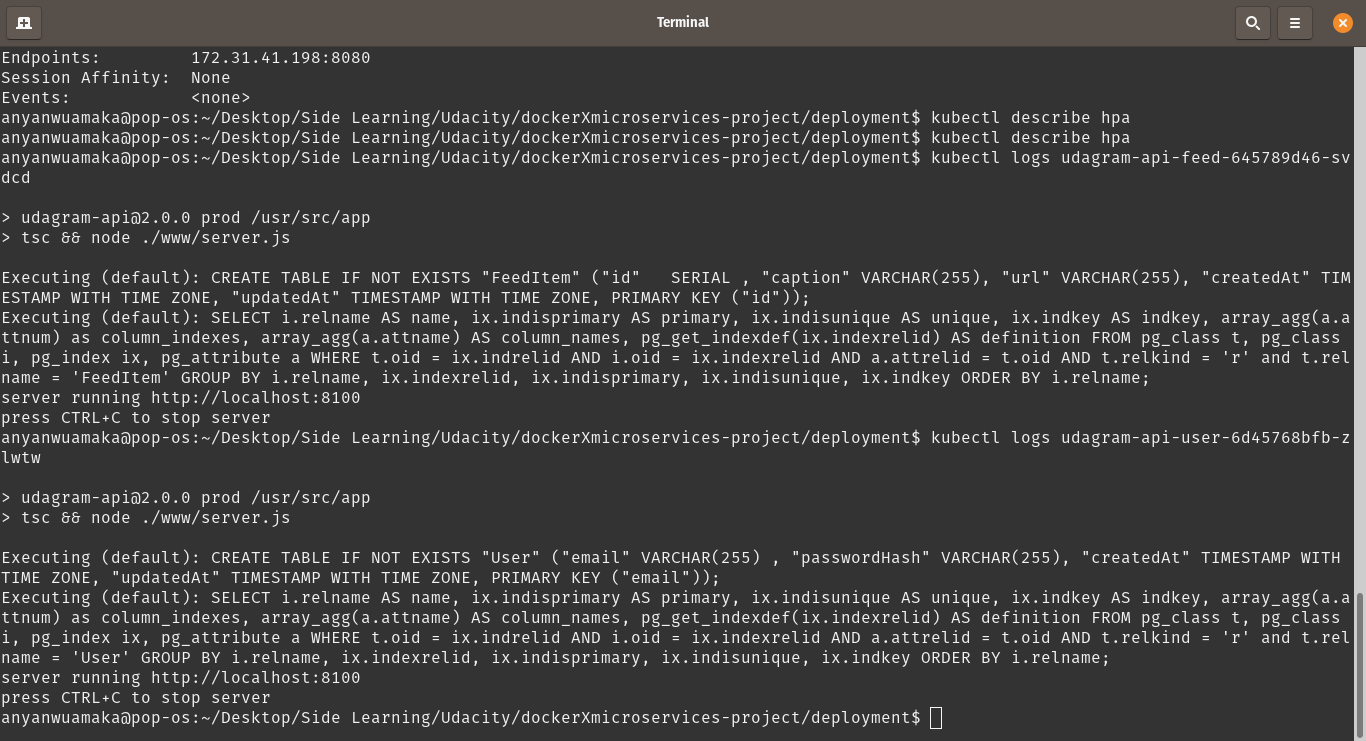 Terminal
Endpoints:         172.31.41.198:8080
Session Affinity:  None
Events:            <none>
anyanwuamaka@pop-os:~/Desktop/Side Learning/Udacity/dockerXmicroservices-project/deployment$ kubectl describe hpa
anyanwuamaka@pop-os:~/Desktop/Side Learning/Udacity/dockerXmicroservices-project/deployment$ kubectl describe hpa
anyanwuamaka@pop-os:~/Desktop/Side Learning/Udacity/dockerXmicroservices-project/deployment$ kubectl logs udagram-api-feed-645789d46-sv
dcd
> udagram-api@2.0.0 prod /usr/src/app
> tsc && node ./www/server.js
Executing (default): CREATE TABLE IF NOT EXISTS "FeedItem" ("id"   SERIAL , "caption" VARCHAR(255), "url" VARCHAR(255), "createdAt" TIM
ESTAMP WITH TIME ZONE, "updatedAt" TIMESTAMP WITH TIME ZONE, PRIMARY KEY ("id"));
Executing (default): SELECT i.relname AS name, ix.indisprimary AS primary, ix.indisunique AS unique, ix.indkey AS indkey, array_agg(a.a
ttnum) as column_indexes, array_agg(a.attname) AS column_names, pg_get_indexdef(ix.indexrelid) AS definition FROM pg_class t, pg_class
i, pg_index ix, pg_attribute a WHERE t.oid = ix.indrelid AND i.oid = ix.indexrelid AND a.attrelid = t.oid AND t.relkind = 'r' and t.rel
name = 'FeedItem' GROUP BY i.relname, ix.indexrelid, ix.indisprimary, ix.indisunique, ix.indkey ORDER BY i.relname;
server running http://localhost:8100
press CTRL+C to stop server
anyanwuamaka@pop-os:~/Desktop/Side Learning/Udacity/dockerXmicroservices-project/deployment$ kubectl logs udagram-api-user-6d45768bfb-z
lwtw
> udagram-api@2.0.0 prod /usr/src/app
> tsc && node ./www/server.js
Executing (default): CREATE TABLE IF NOT EXISTS "User" ("email" VARCHAR(255) , "passwordHash" VARCHAR(255), "createdAt" TIMESTAMP WITH
TIME ZONE, "updatedAt" TIMESTAMP WITH TIME ZONE, PRIMARY KEY ("email"));
Executing (default): SELECT i.relname AS name, ix.indisprimary AS primary, ix.indisunique AS unique, ix.indkey AS indkey, array_agg(a.a
ttnum) as column_indexes, array_agg(a.attname) AS column_names, pg_get_indexdef(ix.indexrelid) AS definition FROM pg_class t, pg_class
i, pg_index ix, pg_attribute a WHERE t.oid = ix.indrelid AND i.oid = ix.indexrelid AND a.attrelid = t.oid AND t.relkind = 'r' and t.rel
name = 'User' GROUP BY i.relname, ix.indexrelid, ix.indisprimary, ix.indisunique, ix.indkey ORDER BY i.relname;
server running http://localhost:8100
press CTRL+C to stop server
anyanwuamaka@pop-os:~/Desktop/Side Learning/Udacity/dockerXmicroservices-project/deployment$